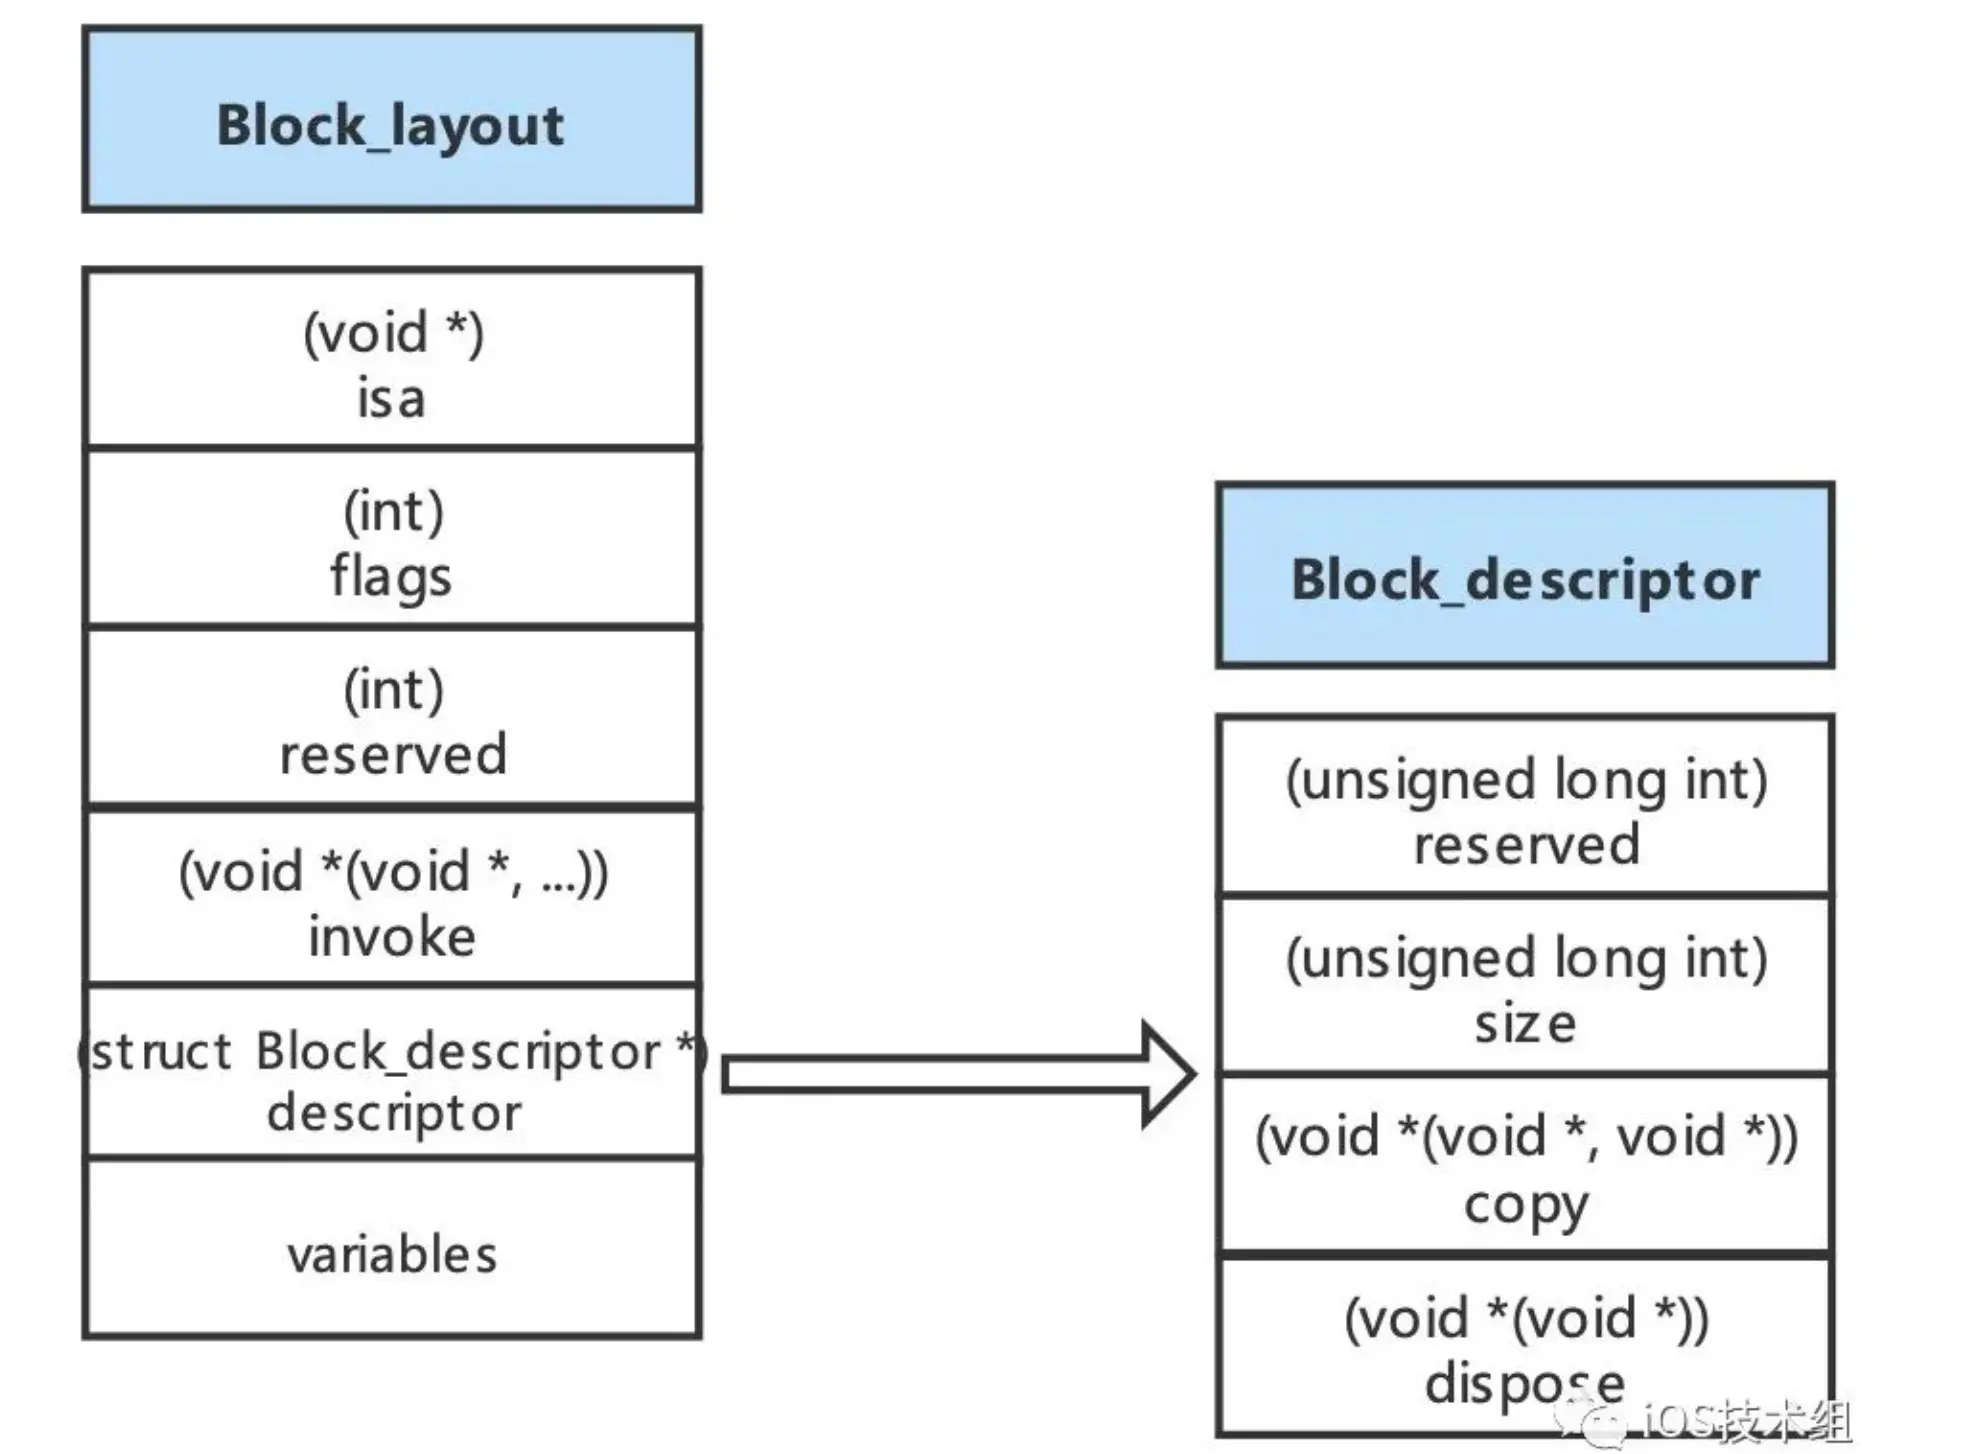 Block_layout
(void *)
isa
(int)
flags
(int)
reserved
(void *(void *, ...))
invoke
(struct Block_descriptor *)
descriptor
variables
Block_descriptor
(unsigned long int)
reserved
(unsigned long int)
size
(void *(void *, void *))
copy
(void *(void *))
dispose
iOS技术组